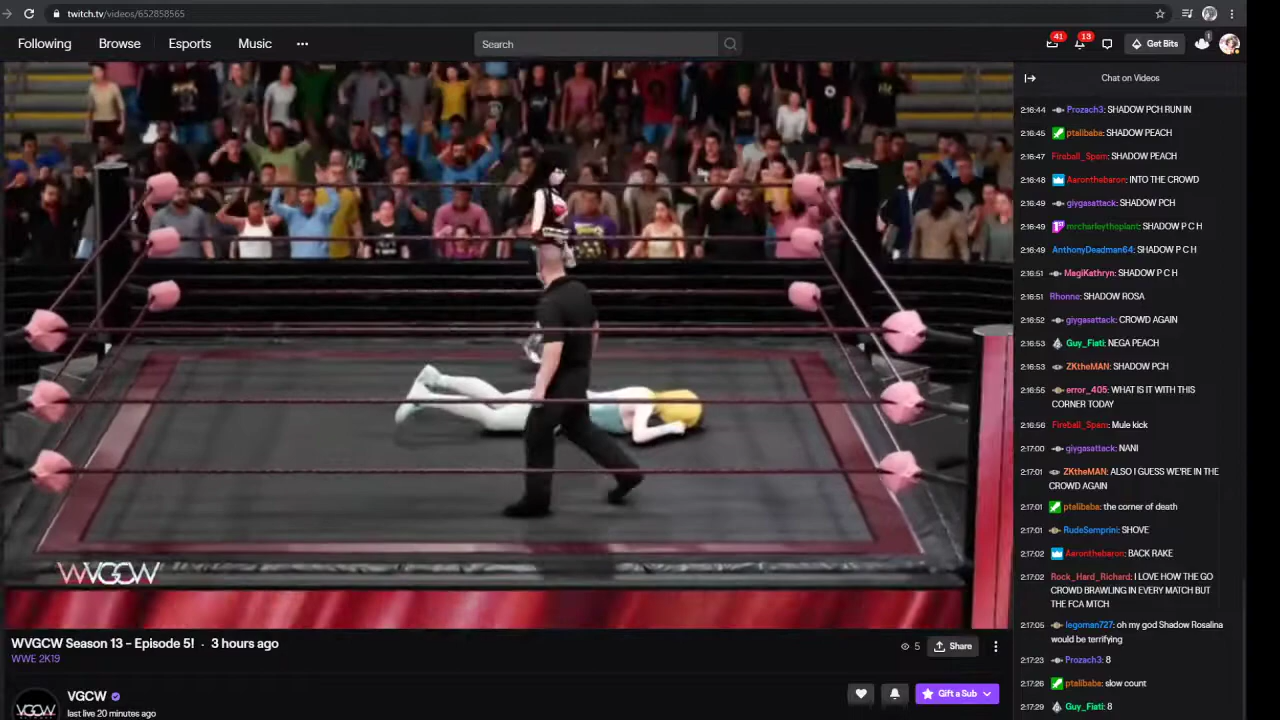 twitch.tv/videos/652858565
Following Browse Esports Music
Search
41 13 Get Bits 1
Chat on Videos
2:16:44 Prozach3: SHADOW PCH RUN IN
2:16:45 ptalibaba: SHADOW PEACH
2:16:47 Fireball_Spam: SHADOW PEACH
2:16:48 Aaronthebaron: INTO THE CROWD
2:16:49 giygasattack: SHADOW PCH
2:16:49 mrcharleytheplant: SHADOW P C H
2:16:49 AnthonyDeadman64: SHADOW P C H
2:16:51 MagiKathryn: SHADOW P C H
2:16:51 Rhonne: SHADOW ROSA
2:16:52 giygasattack: CROWD AGAIN
2:16:53 Guy_Fiati: NEGA PEACH
2:16:53 ZKtheMAN: SHADOW PCH
2:16:55 error_405: WHAT IS IT WITH THIS
CORNER TODAY
2:16:56 Fireball_Spam: Mule kick
2:17:00 giygasattack: NANI
2:17:01 ZKtheMAN: ALSO I GUESS WE'RE IN THE
CROWD AGAIN
2:17:01 ptalibaba: the corner of death
2:17:01 RudeSemprini: SHOVE
2:17:02 Aaronthebaron: BACK RAKE
2:17:02 Rock_Hard_Richard: I LOVE HOW THE GO
CROWD BRAWLING IN EVERY MATCH BUT
THE FCA MTCH
2:17:05 legoman727: oh my god Shadow Rosalina
would be terrifying
2:17:23 Prozach3: 8
2:17:26 ptalibaba: slow count
2:17:29 Guy_Fiati: 8
WVGCW
WVGCW Season 13 - Episode 5! · 3 hours ago
WWE 2K19
5 Share
VGCW
VGCW
last live 20 minutes ago
Gift a Sub